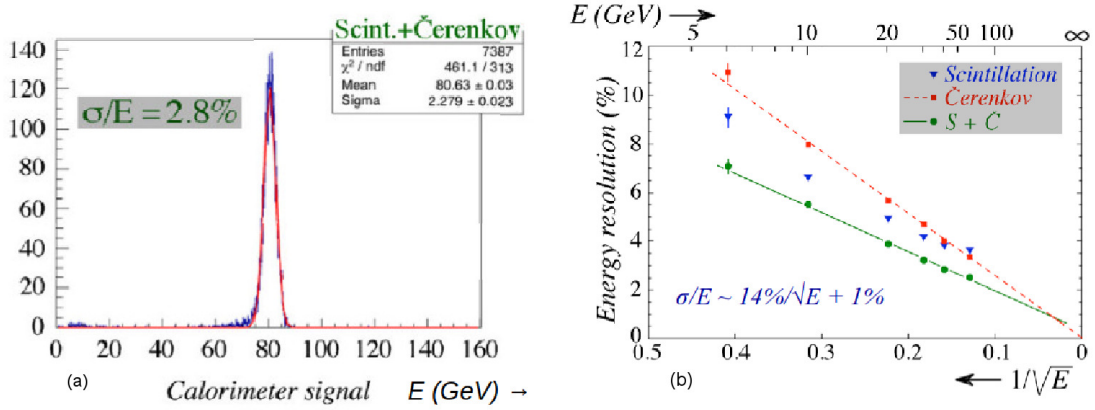 Scint.+Čerenkov
Entries 7387
χ² / ndf 461.1 / 313
Mean 80.63 ± 0.03
Sigma 2.279 ± 0.023
σ/E = 2.8%
140
120
100
80
60
40
20
0
0 20 40 60 80 100 120 140 160
(a)
Calorimeter signal E (GeV) →
E (GeV) →
5 10 20 30 50 100 ∞
Energy resolution (%)
12
10
8
6
4
2
0
Scintillation
Čerenkov
S + C
σ/E ~ 14%/√E + 1%
0.5 0.4 0.3 0.2 0.1 0
(b)
← 1/√E